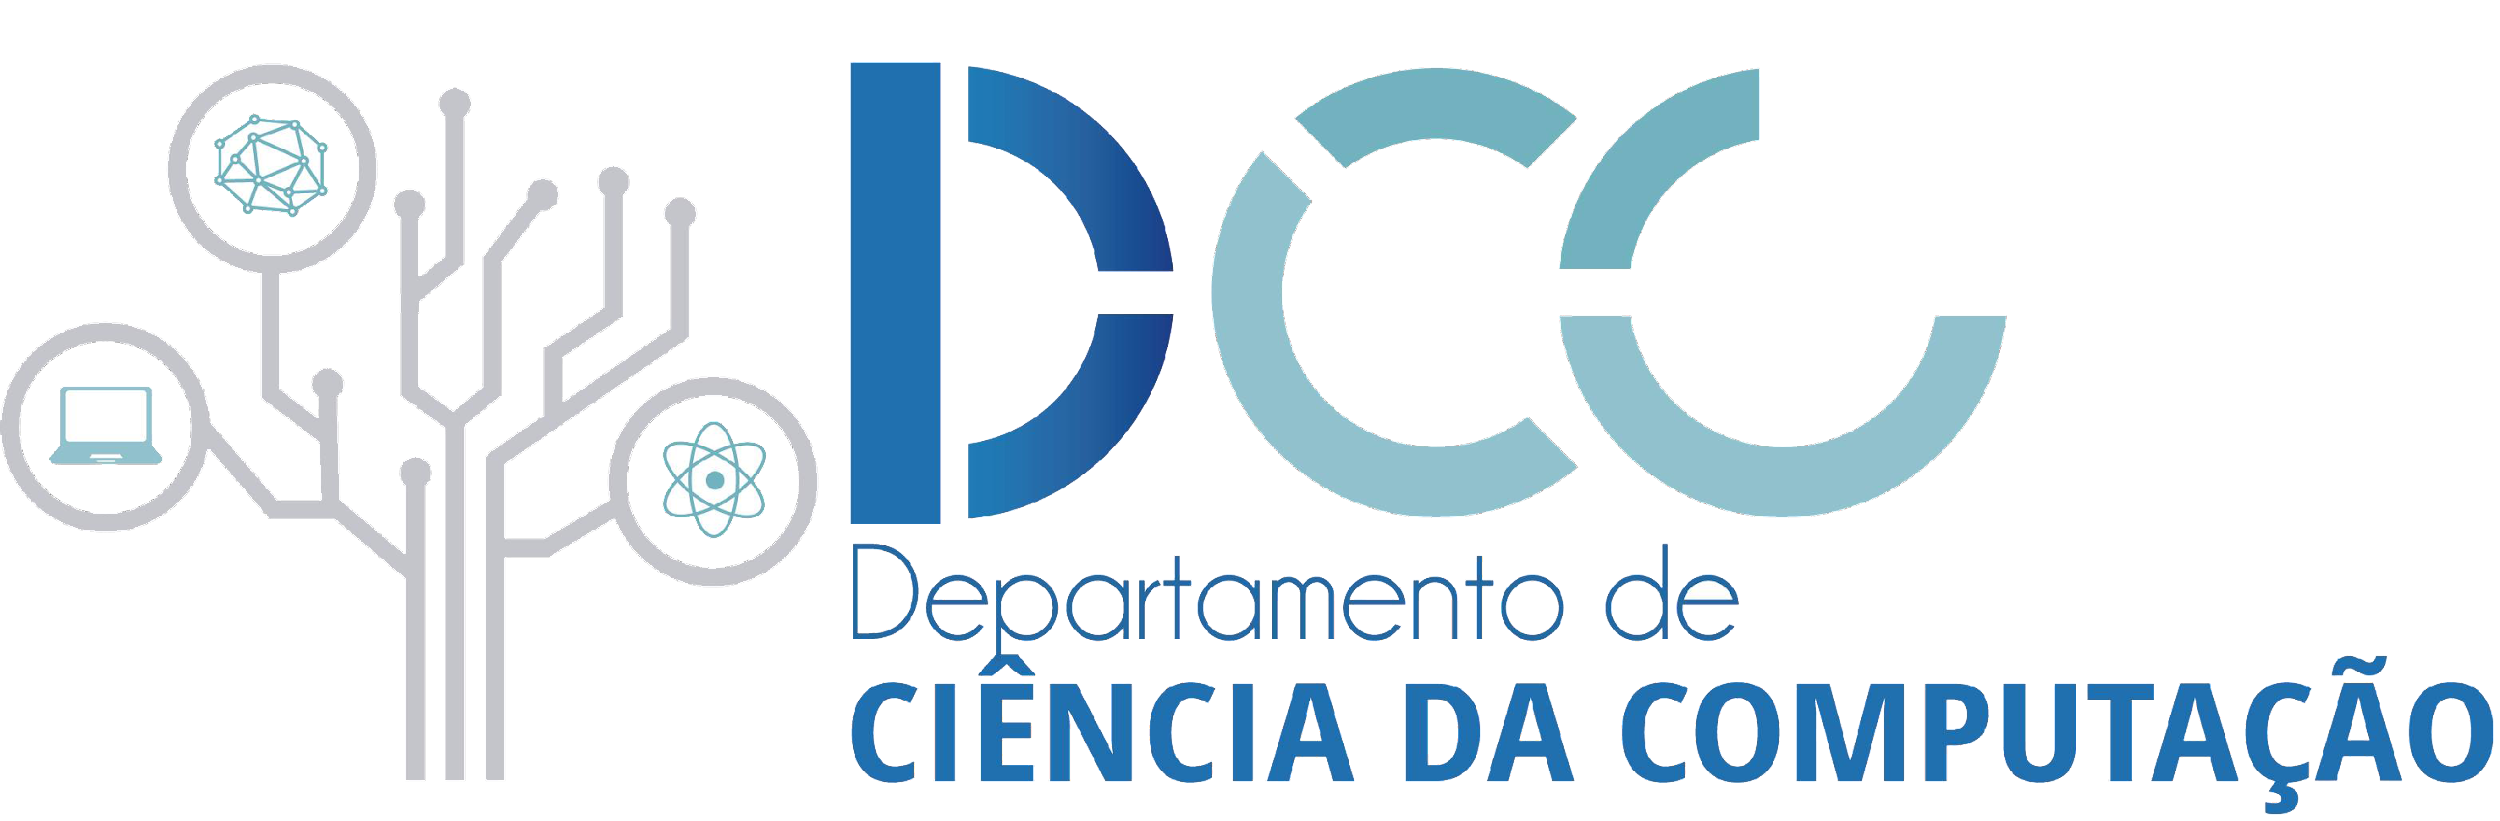 DCC
Departamento de
CIÊNCIA DA COMPUTAÇÃO